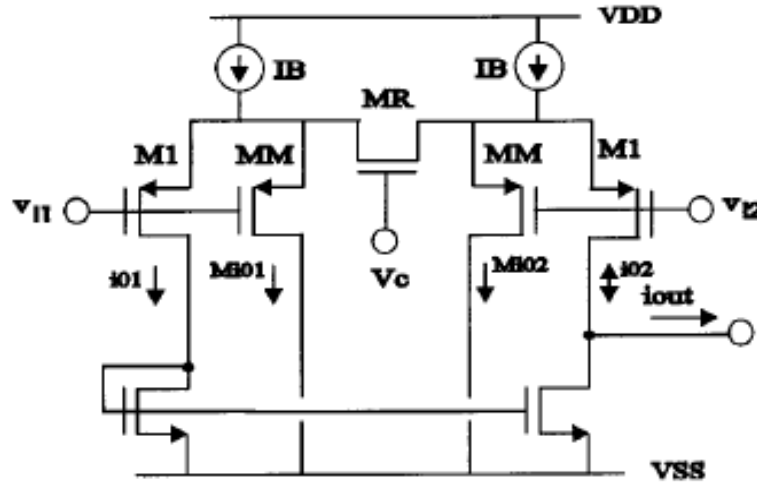 VDD
IB
IB
MR
M1
MM
MM
M1
vI1
vI2
Vc
i01
Mi01
Mi02
i02
iout
VSS